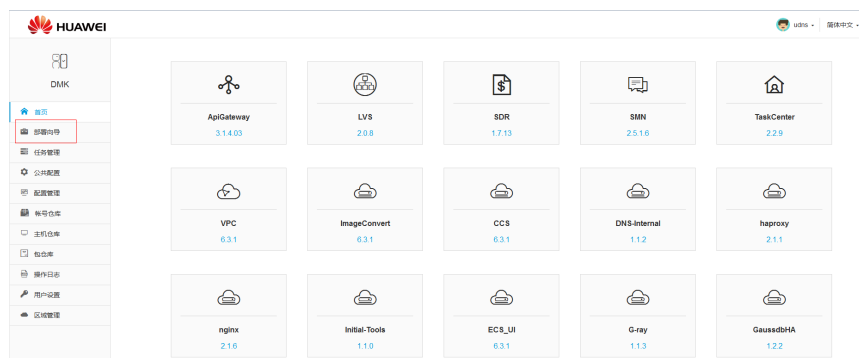 HUAWEI
udns
简体中文
DMK
首页
部署向导
任务管理
公共配置
配置管理
帐号仓库
主机仓库
包仓库
操作日志
用户设置
区域管理
ApiGateway
3.1.4.03
LVS
2.0.8
SDR
1.7.13
SMN
2.5.1.6
TaskCenter
2.2.9
VPC
6.3.1
ImageConvert
6.3.1
CCS
6.3.1
DNS-Internal
1.1.2
haproxy
2.1.1
nginx
2.1.6
Initial-Tools
1.1.0
ECS_UI
6.3.1
G-ray
1.1.3
GaussdbHA
1.2.2